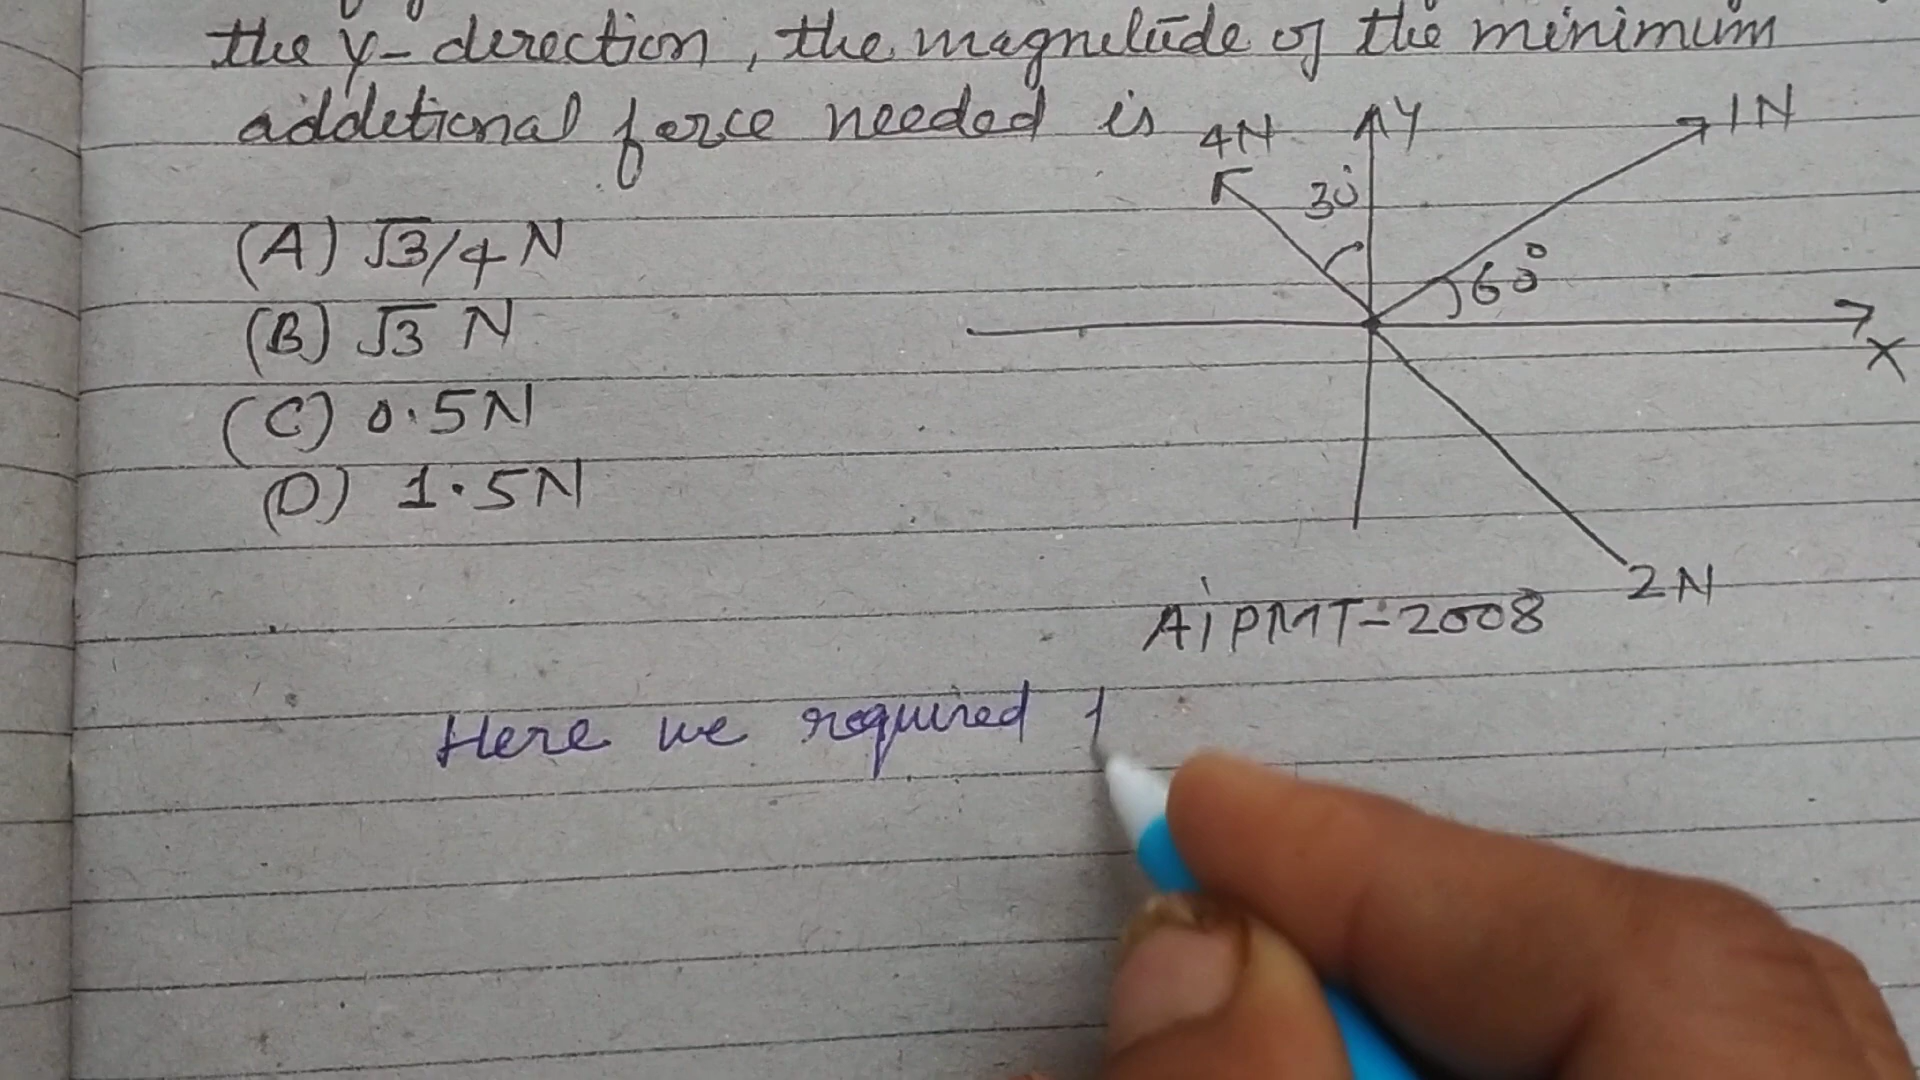 the y-direction, the magnitude of the minimum
additional force needed is
4N
Y
1N
30°
60°
X
2N
(A) √3/4 N
(B) √3 N
(C) 0.5N
(D) 1.5N
AiPMT-2008
Here we required